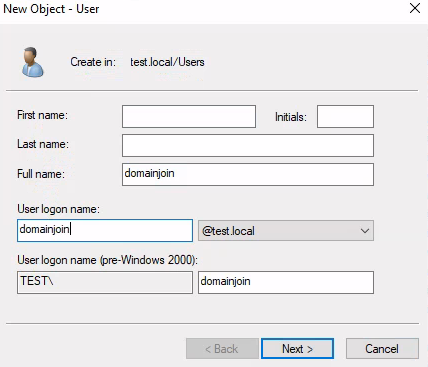 New Object - User
Create in: test.local/Users
First name: Initials:
Last name:
Full name: domainjoin
User logon name:
domainjoin @test.local
User logon name (pre-Windows 2000):
TEST\ domainjoin
< Back Next > Cancel